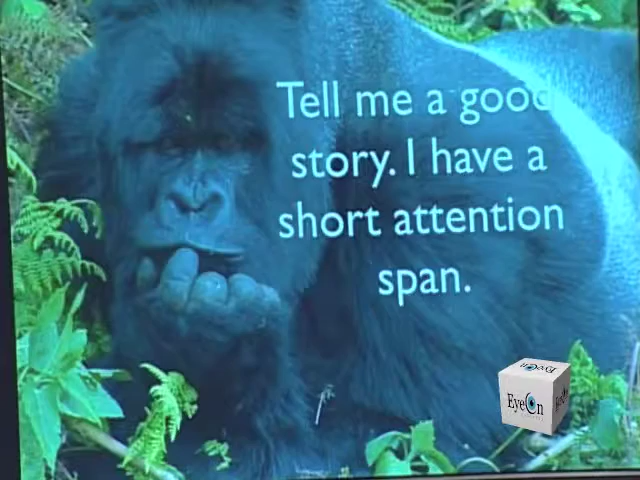 Tell me a good
story. I have a
short attention
span.
EyeOn